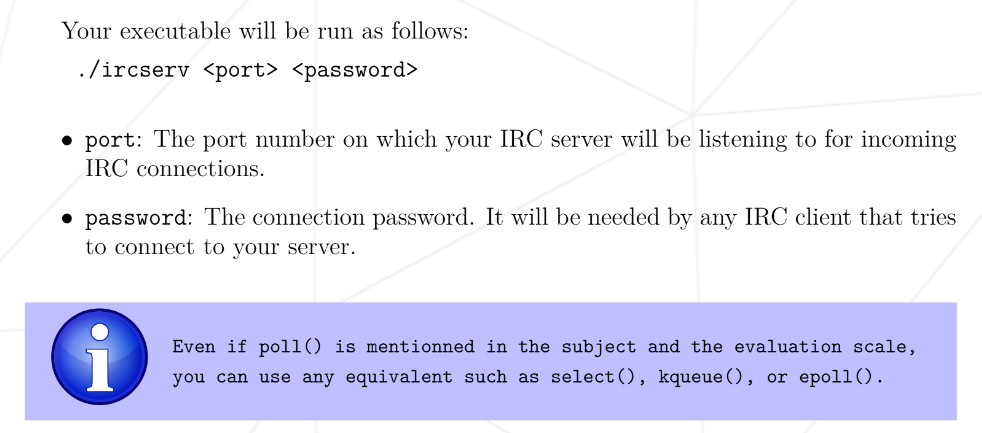 Your executable will be run as follows:
./ircserv <port> <password>
• port: The port number on which your IRC server will be listening to for incoming
IRC connections.
• password: The connection password. It will be needed by any IRC client that tries
to connect to your server.
Even if poll() is mentionned in the subject and the evaluation scale,
you can use any equivalent such as select(), kqueue(), or epoll().